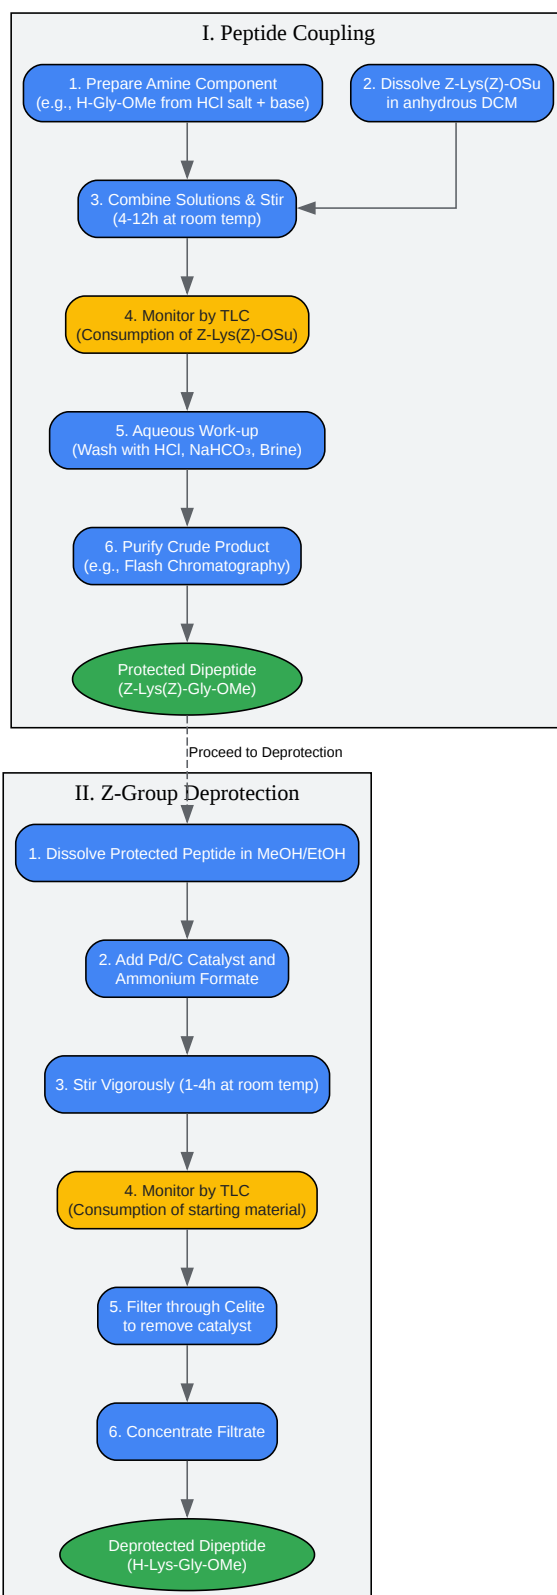 I. Peptide Coupling
1. Prepare Amine Component
(e.g., H-Gly-OMe from HCl salt + base)
2. Dissolve Z-Lys(Z)-OSu
in anhydrous DCM
3. Combine Solutions & Stir
(4-12h at room temp)
4. Monitor by TLC
(Consumption of Z-Lys(Z)-OSu)
5. Aqueous Work-up
(Wash with HCl, NaHCO₃, Brine)
6. Purify Crude Product
(e.g., Flash Chromatography)
Protected Dipeptide
(Z-Lys(Z)-Gly-OMe)
Proceed to Deprotection
II. Z-Group Deprotection
1. Dissolve Protected Peptide in MeOH/EtOH
2. Add Pd/C Catalyst and
Ammonium Formate
3. Stir Vigorously (1-4h at room temp)
4. Monitor by TLC
(Consumption of starting material)
5. Filter through Celite
to remove catalyst
6. Concentrate Filtrate
Deprotected Dipeptide
(H-Lys-Gly-OMe)